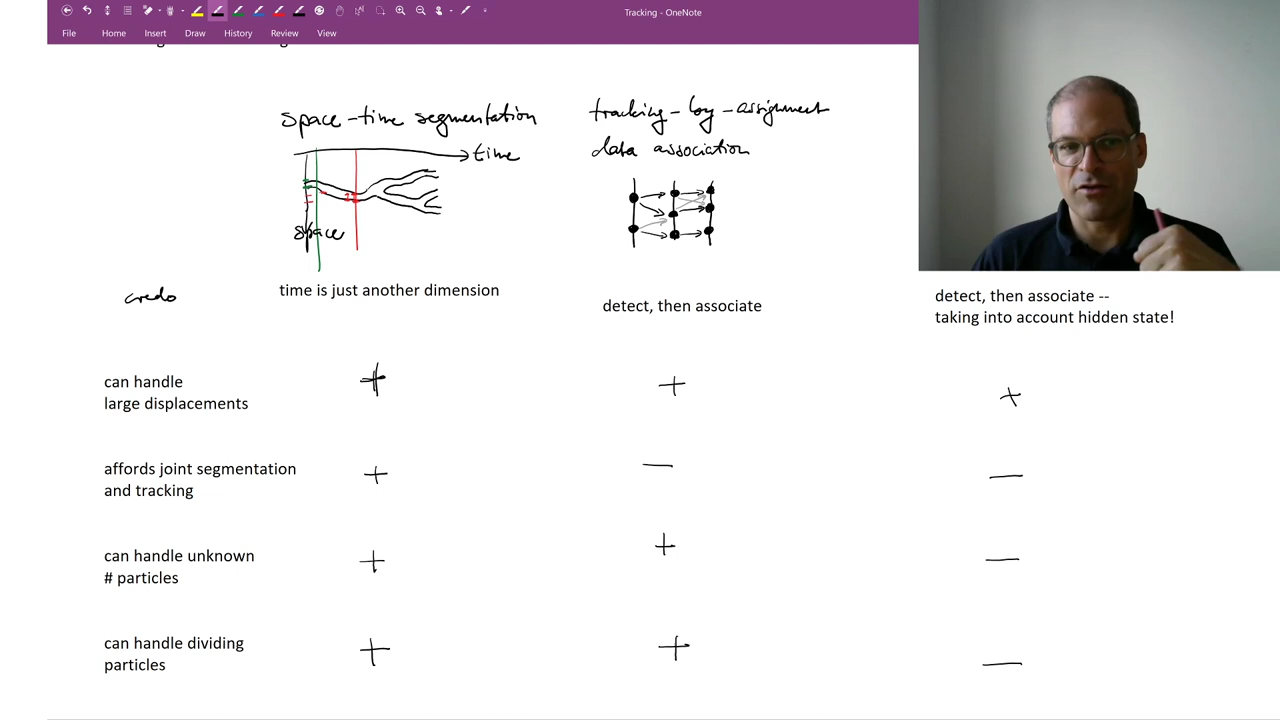 Tracking - OneNote
File Home Insert Draw History Review View
space-time segmentation
tracking-by-assignment
data association
time
space
credo
time is just another dimension
detect, then associate
detect, then associate --
taking into account hidden state!
can handle
large displacements
+ + +
affords joint segmentation
and tracking
+ — —
can handle unknown
# particles
+ + —
can handle dividing
particles
+ + —